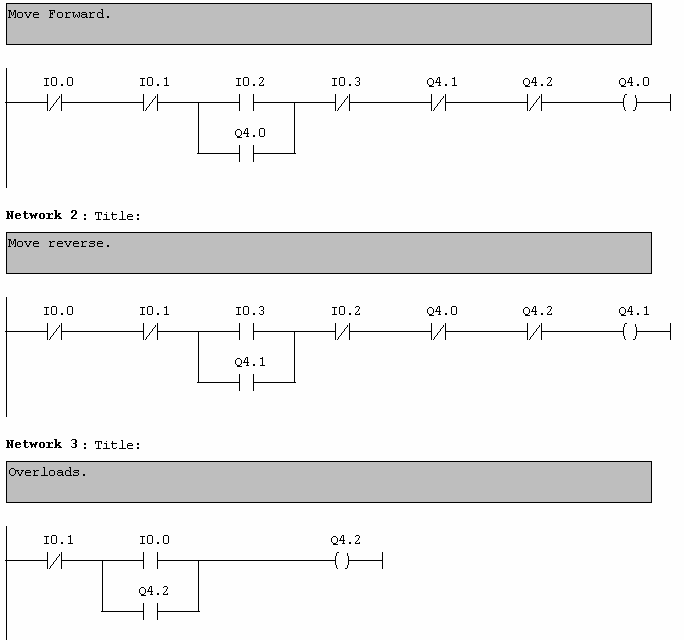 Move Forward.
I0.0 I0.1 I0.2 I0.3 Q4.1 Q4.2 Q4.0
Q4.0
Network 2 : Title:
Move reverse.
I0.0 I0.1 I0.3 I0.2 Q4.0 Q4.2 Q4.1
Q4.1
Network 3 : Title:
Overloads.
I0.1 I0.0 Q4.2
Q4.2